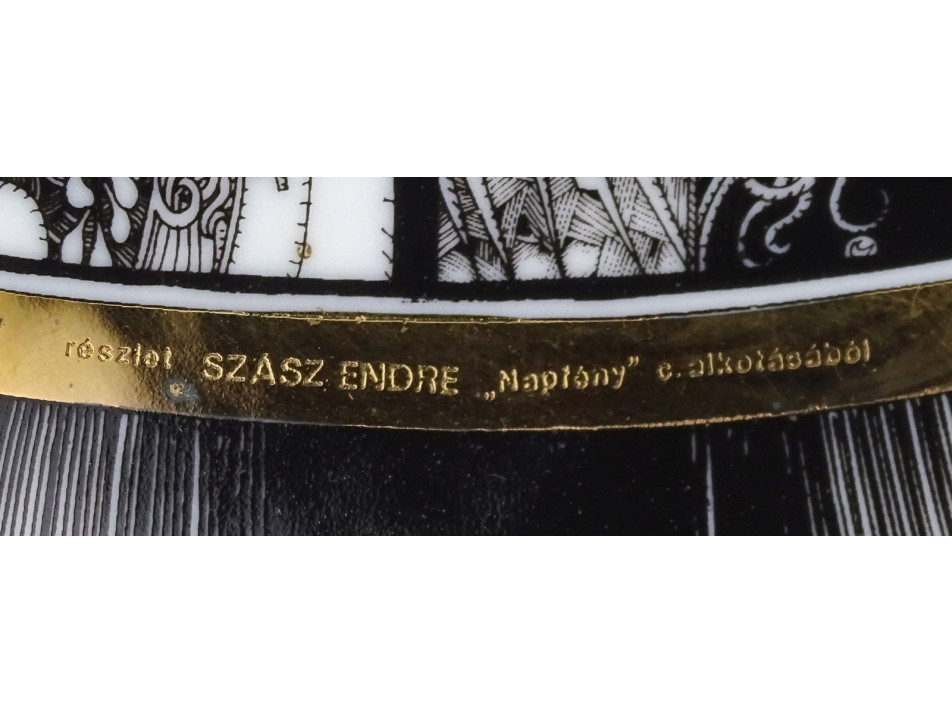 részlet SZÁSZ ENDRE „Napfény” c. alkotásából